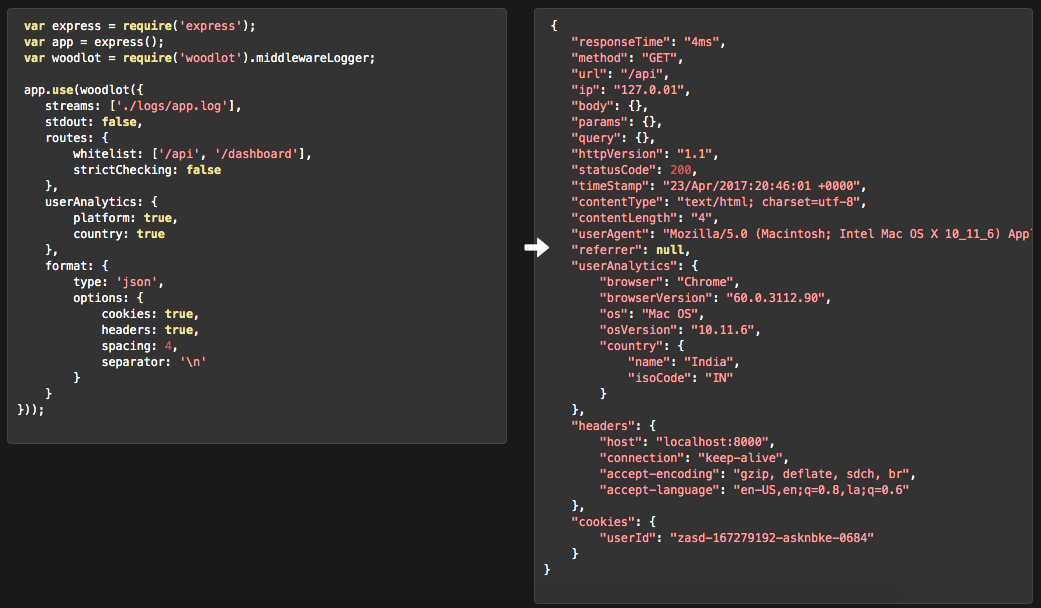 var express = require('express');
var app = express();
var woodlot = require('woodlot').middlewareLogger;
app.use(woodlot({
    streams: ['./logs/app.log'],
    stdout: false,
    routes: {
        whitelist: ['/api', '/dashboard'],
        strictChecking: false
    },
    userAnalytics: {
        platform: true,
        country: true
    },
    format: {
        type: 'json',
        options: {
            cookies: true,
            headers: true,
            spacing: 4,
            separator: '\n'
        }
    }
}));
{
    "responseTime": "4ms",
    "method": "GET",
    "url": "/api",
    "ip": "127.0.01",
    "body": {},
    "params": {},
    "query": {},
    "httpVersion": "1.1",
    "statusCode": 200,
    "timeStamp": "23/Apr/2017:20:46:01 +0000",
    "contentType": "text/html; charset=utf-8",
    "contentLength": "4",
    "userAgent": "Mozilla/5.0 (Macintosh; Intel Mac OS X 10_11_6) App
    "referrer": null,
    "userAnalytics": {
        "browser": "Chrome",
        "browserVersion": "60.0.3112.90",
        "os": "Mac OS",
        "osVersion": "10.11.6",
        "country": {
            "name": "India",
            "isoCode": "IN"
        }
    },
    "headers": {
        "host": "localhost:8000",
        "connection": "keep-alive",
        "accept-encoding": "gzip, deflate, sdch, br",
        "accept-language": "en-US,en;q=0.8,la;q=0.6"
    },
    "cookies": {
        "userId": "zasd-167279192-asknbke-0684"
    }
}